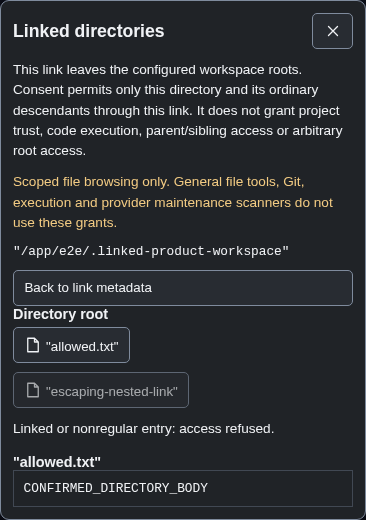 Linked directories
This link leaves the configured workspace roots.
Consent permits only this directory and its ordinary
descendants through this link. It does not grant project
trust, code execution, parent/sibling access or arbitrary
root access.
Scoped file browsing only. General file tools, Git,
execution and provider maintenance scanners do not
use these grants.
"/app/e2e/.linked-product-workspace"
Back to link metadata
Directory root
"allowed.txt"
"escaping-nested-link"
Linked or nonregular entry: access refused.
"allowed.txt"
CONFIRMED_DIRECTORY_BODY